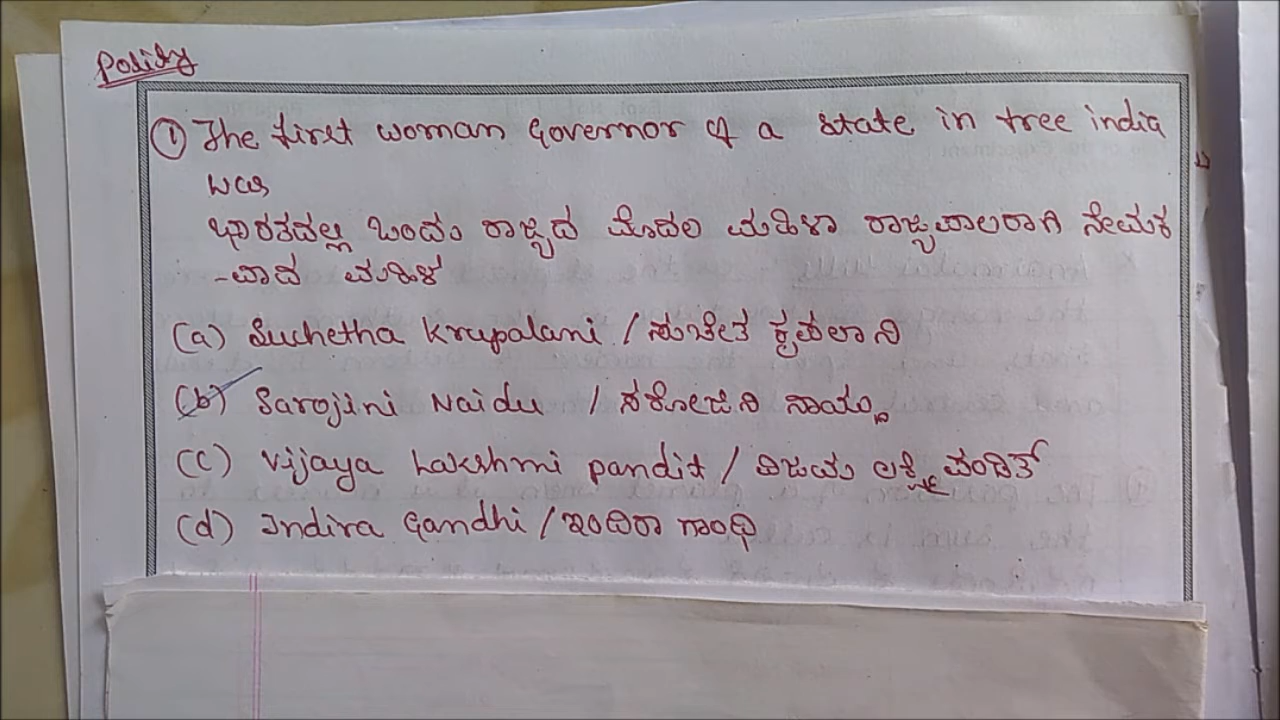 Polity
① The first woman Governor of a state in free india
was
ಭಾರತದಲ್ಲಿ ಒಂದು ರಾಜ್ಯದ ಮೊದಲ ಮಹಿಳಾ ರಾಜ್ಯಪಾಲರಾಗಿ ನೇಮಕ
-ವಾದ ಮಹಿಳೆ
(a) Suchetha Krupalani / ಸುಚೇತ ಕೃಪಲಾನಿ
(b) Sarojini Naidu / ಸರೋಜಿನಿ ನಾಯ್ಡು
(c) Vijaya Lakshmi pandit / ವಿಜಯ ಲಕ್ಷ್ಮೀ ಪಂಡಿತ್
(d) Indira Gandhi / ಇಂದಿರಾ ಗಾಂಧಿ